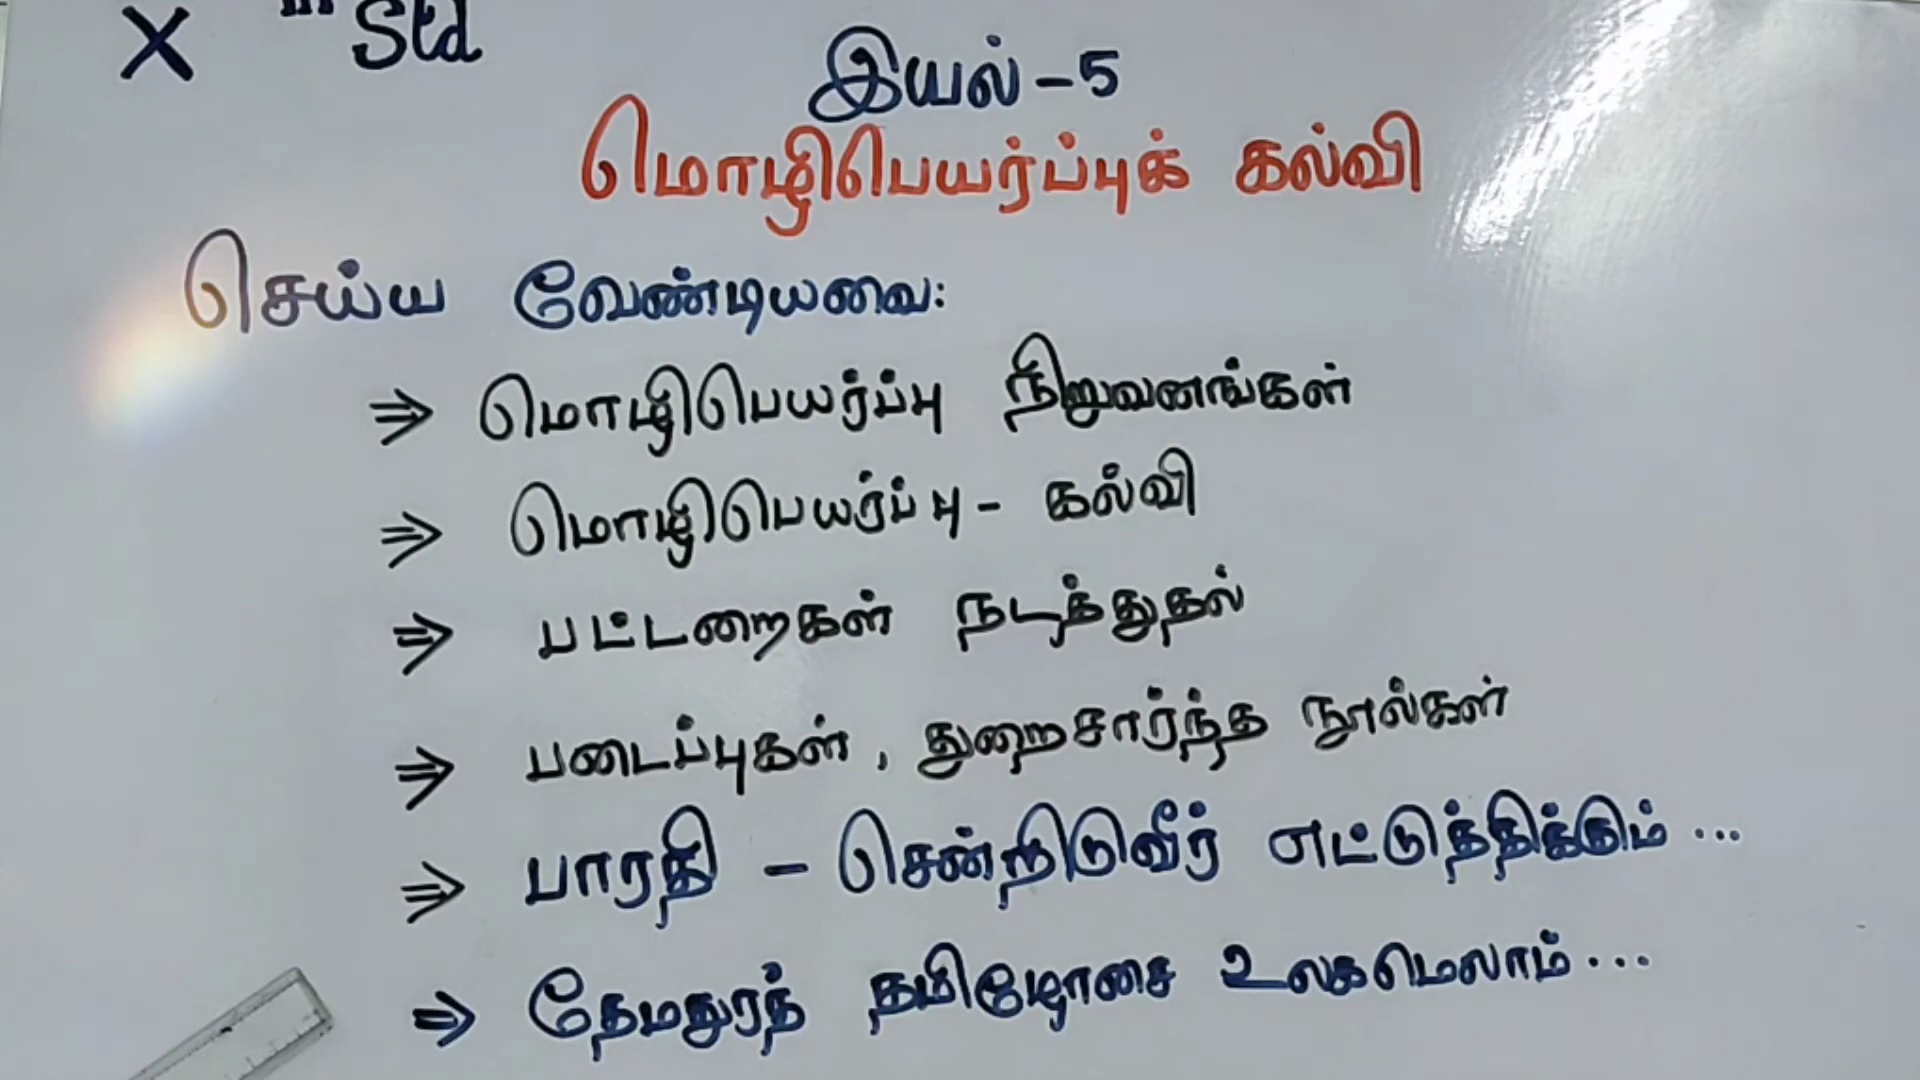 X th Std
இயல் - 5
மொழிபெயர்ப்புக் கல்வி
செய்ய வேண்டியவை:
⇒ மொழிபெயர்ப்பு நிறுவனங்கள்
⇒ மொழிபெயர்ப்பு - கல்வி
⇒ பட்டறைகள் நடத்துதல்
⇒ படைப்புகள், துறைசார்ந்த நூல்கள்
⇒ பாரதி - சென்றிடுவீர் எட்டுத்திக்கும் ...
⇒ தேமதுரத் தமிழோசை உலகமெலாம் ...